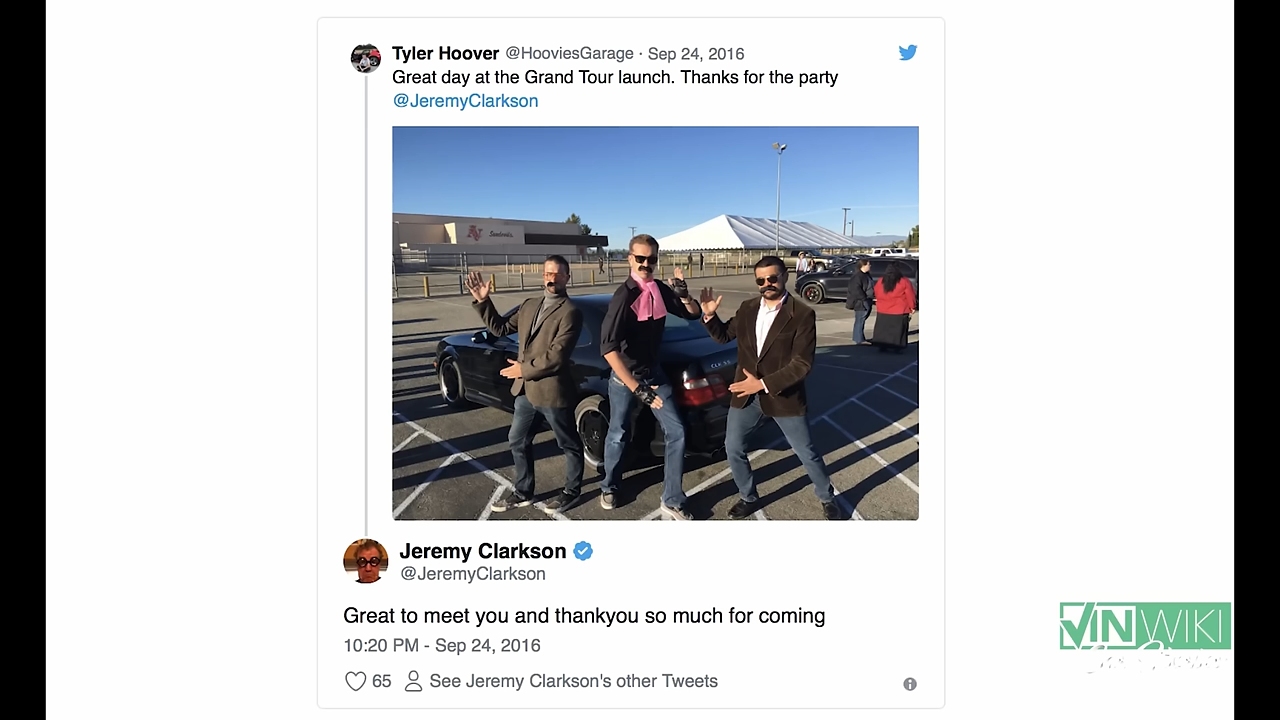 Tyler Hoover @HooviesGarage · Sep 24, 2016
Great day at the Grand Tour launch. Thanks for the party
@JeremyClarkson
AV
Jeremy Clarkson
@JeremyClarkson
Great to meet you and thankyou so much for coming
10:20 PM - Sep 24, 2016
65 See Jeremy Clarkson's other Tweets
VINWIKI